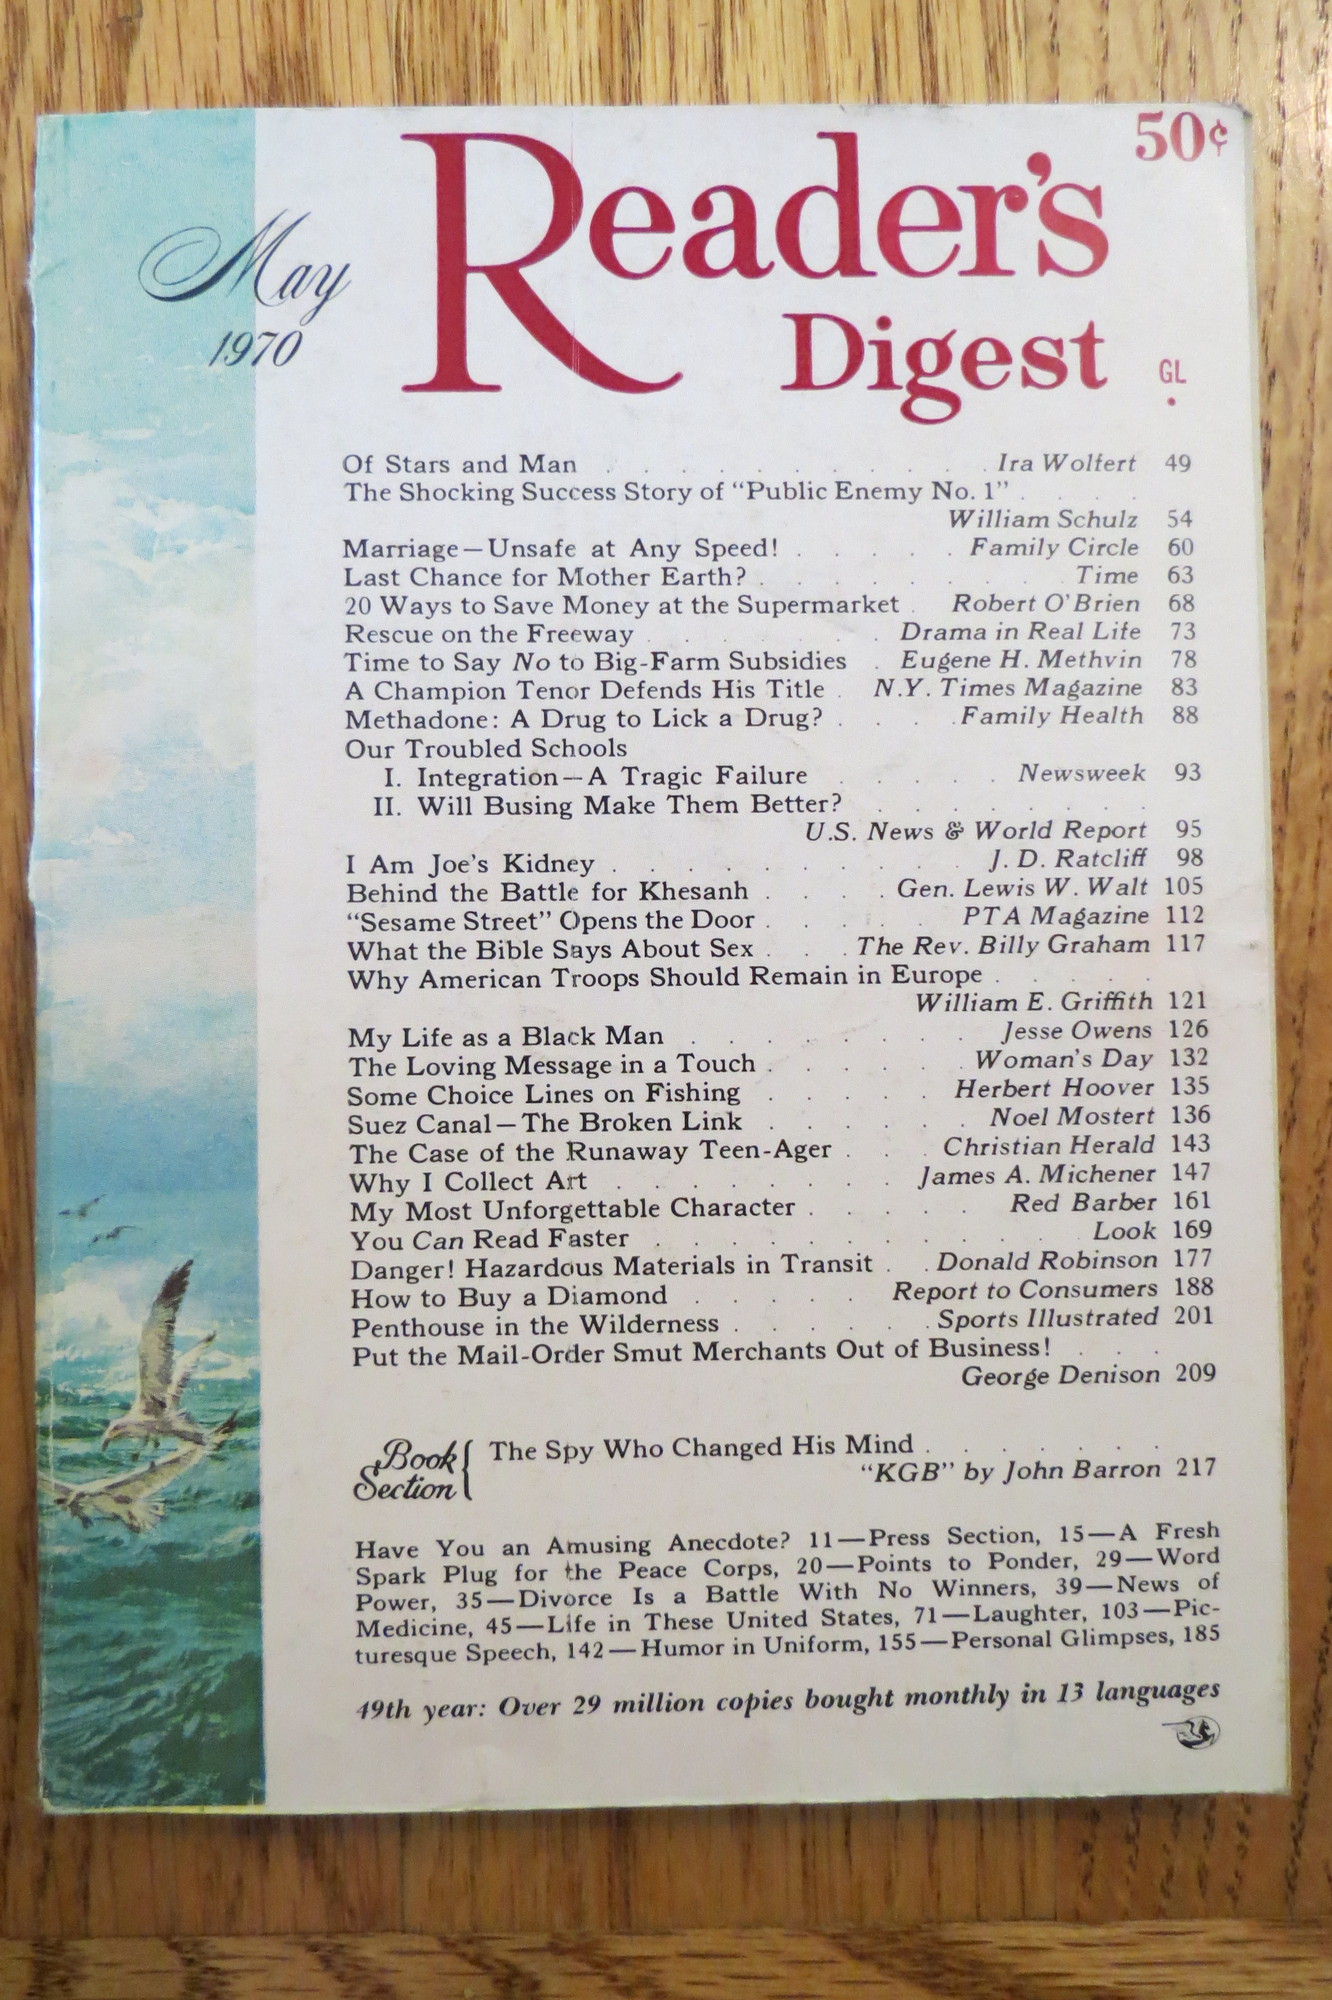 50¢
Reader's
Digest
May
1970
GL
Of Stars and Man . . . . . . . . . . . . Ira Wolfert 49
The Shocking Success Story of “Public Enemy No. 1” . . . .
William Schulz 54
Marriage—Unsafe at Any Speed! . . . . . . Family Circle 60
Last Chance for Mother Earth? . . . . . . . . . Time 63
20 Ways to Save Money at the Supermarket . Robert O'Brien 68
Rescue on the Freeway . . . . . . . Drama in Real Life 73
Time to Say No to Big-Farm Subsidies . Eugene H. Methvin 78
A Champion Tenor Defends His Title . N.Y. Times Magazine 83
Methadone: A Drug to Lick a Drug? . . . . Family Health 88
Our Troubled Schools
I. Integration—A Tragic Failure . . . . . Newsweek 93
II. Will Busing Make Them Better? . . . . . . . .
U.S. News & World Report 95
I Am Joe's Kidney . . . . . . . . . . . J. D. Ratcliff 98
Behind the Battle for Khesanh . . . . Gen. Lewis W. Walt 105
“Sesame Street” Opens the Door . . . . . PTA Magazine 112
What the Bible Says About Sex . . . The Rev. Billy Graham 117
Why American Troops Should Remain in Europe . . . . .
William E. Griffith 121
My Life as a Black Man . . . . . . . . Jesse Owens 126
The Loving Message in a Touch . . . . . . Woman's Day 132
Some Choice Lines on Fishing . . . . . Herbert Hoover 135
Suez Canal—The Broken Link . . . . . . Noel Mostert 136
The Case of the Runaway Teen-Ager . . . Christian Herald 143
Why I Collect Art . . . . . . . . James A. Michener 147
My Most Unforgettable Character . . . . . Red Barber 161
You Can Read Faster . . . . . . . . . . . Look 169
Danger! Hazardous Materials in Transit . . Donald Robinson 177
How to Buy a Diamond . . . . . Report to Consumers 188
Penthouse in the Wilderness . . . . . . Sports Illustrated 201
Put the Mail-Order Smut Merchants Out of Business! . . .
George Denison 209
Book
Section
The Spy Who Changed His Mind . . . . . . .
“KGB” by John Barron 217
Have You an Amusing Anecdote? 11—Press Section, 15—A Fresh
Spark Plug for the Peace Corps, 20—Points to Ponder, 29—Word
Power, 35—Divorce Is a Battle With No Winners, 39—News of
Medicine, 45—Life in These United States, 71—Laughter, 103—Pic-
turesque Speech, 142—Humor in Uniform, 155—Personal Glimpses, 185
49th year: Over 29 million copies bought monthly in 13 languages